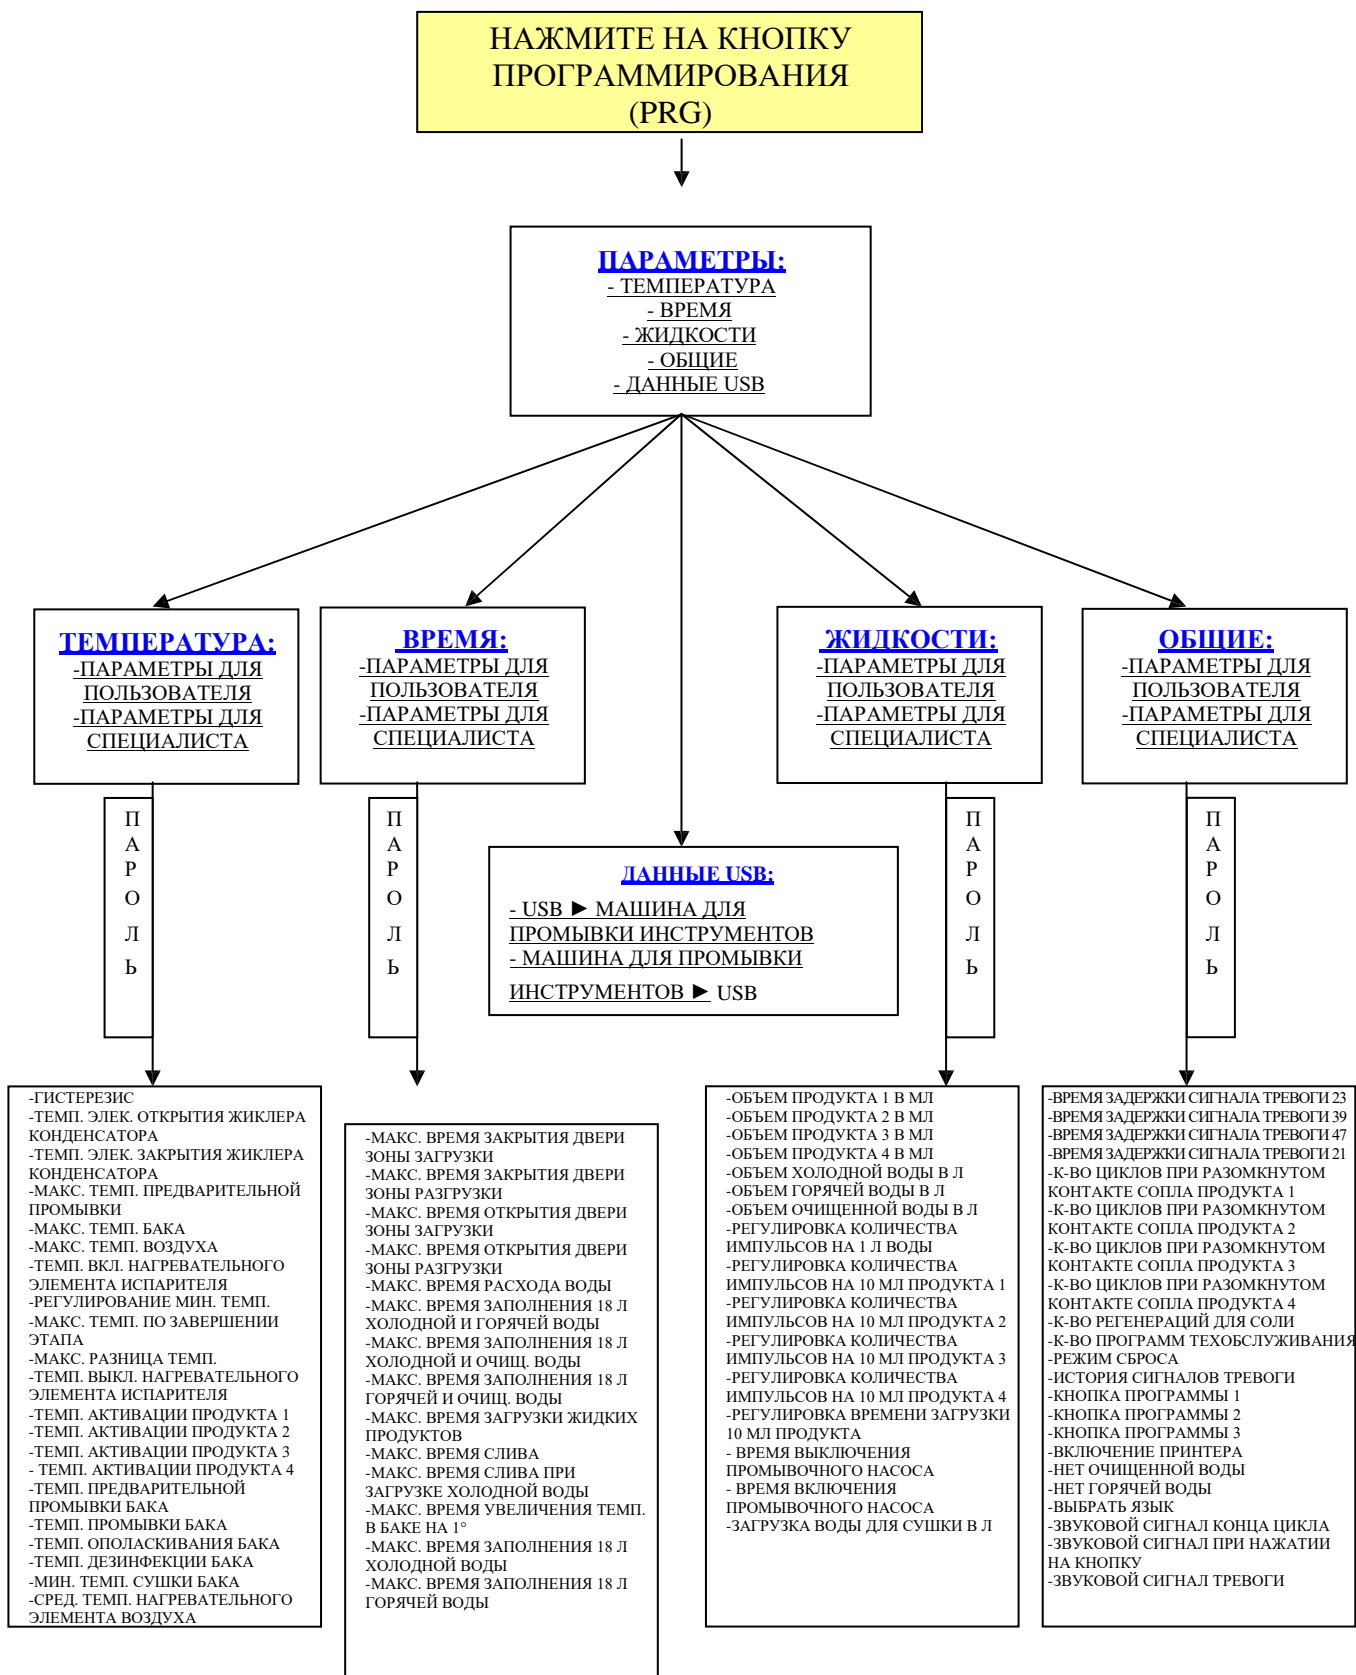 НАЖМИТЕ НА КНОПКУ
ПРОГРАММИРОВАНИЯ
(PRG)
ПАРАМЕТРЫ:
- ТЕМПЕРАТУРА
- ВРЕМЯ
- ЖИДКОСТИ
- ОБЩИЕ
- ДАННЫЕ USB
ТЕМПЕРАТУРА:
-ПАРАМЕТРЫ ДЛЯ
ПОЛЬЗОВАТЕЛЯ
-ПАРАМЕТРЫ ДЛЯ
СПЕЦИАЛИСТА
ВРЕМЯ:
-ПАРАМЕТРЫ ДЛЯ
ПОЛЬЗОВАТЕЛЯ
-ПАРАМЕТРЫ ДЛЯ
СПЕЦИАЛИСТА
ЖИДКОСТИ:
-ПАРАМЕТРЫ ДЛЯ
ПОЛЬЗОВАТЕЛЯ
-ПАРАМЕТРЫ ДЛЯ
СПЕЦИАЛИСТА
ОБЩИЕ:
-ПАРАМЕТРЫ ДЛЯ
ПОЛЬЗОВАТЕЛЯ
-ПАРАМЕТРЫ ДЛЯ
СПЕЦИАЛИСТА
ПАРОЛЬ
ПАРОЛЬ
ДАННЫЕ USB:
- USB ► МАШИНА ДЛЯ
ПРОМЫВКИ ИНСТРУМЕНТОВ
- МАШИНА ДЛЯ ПРОМЫВКИ
ИНСТРУМЕНТОВ ► USB
ПАРОЛЬ
ПАРОЛЬ
-ГИСТЕРЕЗИС
-ТЕМП. ЭЛЕК. ОТКРЫТИЯ ЖИКЛЕРА
КОНДЕНСАТОРА
-ТЕМП. ЭЛЕК. ЗАКРЫТИЯ ЖИКЛЕРА
КОНДЕНСАТОРА
-МАКС. ТЕМП. ПРЕДВАРИТЕЛЬНОЙ
ПРОМЫВКИ
-МАКС. ТЕМП. БАКА
-МАКС. ТЕМП. ВОЗДУХА
-ТЕМП. ВКЛ. НАГРЕВАТЕЛЬНОГО
ЭЛЕМЕНТА ИСПАРИТЕЛЯ
-РЕГУЛИРОВАНИЕ МИН. ТЕМП.
-МАКС. ТЕМП. ПО ЗАВЕРШЕНИИ
ЭТАПА
-МАКС. РАЗНИЦА ТЕМП.
-ТЕМП. ВЫКЛ. НАГРЕВАТЕЛЬНОГО
ЭЛЕМЕНТА ИСПАРИТЕЛЯ
-ТЕМП. АКТИВАЦИИ ПРОДУКТА 1
-ТЕМП. АКТИВАЦИИ ПРОДУКТА 2
-ТЕМП. АКТИВАЦИИ ПРОДУКТА 3
- ТЕМП. АКТИВАЦИИ ПРОДУКТА 4
-ТЕМП. ПРЕДВАРИТЕЛЬНОЙ
ПРОМЫВКИ БАКА
-ТЕМП. ПРОМЫВКИ БАКА
-ТЕМП. ОПОЛАСКИВАНИЯ БАКА
-ТЕМП. ДЕЗИНФЕКЦИИ БАКА
-МИН. ТЕМП. СУШКИ БАКА
-СРЕД. ТЕМП. НАГРЕВАТЕЛЬНОГО
ЭЛЕМЕНТА ВОЗДУХА
-МАКС. ВРЕМЯ ЗАКРЫТИЯ ДВЕРИ
ЗОНЫ ЗАГРУЗКИ
-МАКС. ВРЕМЯ ЗАКРЫТИЯ ДВЕРИ
ЗОНЫ РАЗГРУЗКИ
-МАКС. ВРЕМЯ ОТКРЫТИЯ ДВЕРИ
ЗОНЫ ЗАГРУЗКИ
-МАКС. ВРЕМЯ ОТКРЫТИЯ ДВЕРИ
ЗОНЫ РАЗГРУЗКИ
-МАКС. ВРЕМЯ РАСХОДА ВОДЫ
-МАКС. ВРЕМЯ ЗАПОЛНЕНИЯ 18 Л
ХОЛОДНОЙ И ГОРЯЧЕЙ ВОДЫ
-МАКС. ВРЕМЯ ЗАПОЛНЕНИЯ 18 Л
ХОЛОДНОЙ И ОЧИЩ. ВОДЫ
-МАКС. ВРЕМЯ ЗАПОЛНЕНИЯ 18 Л
ГОРЯЧЕЙ И ОЧИЩ. ВОДЫ
-МАКС. ВРЕМЯ ЗАГРУЗКИ ЖИДКИХ
ПРОДУКТОВ
-МАКС. ВРЕМЯ СЛИВА
-МАКС. ВРЕМЯ СЛИВА ПРИ
ЗАГРУЗКЕ ХОЛОДНОЙ ВОДЫ
-МАКС. ВРЕМЯ УВЕЛИЧЕНИЯ ТЕМП.
В БАКЕ НА 1°
-МАКС. ВРЕМЯ ЗАПОЛНЕНИЯ 18 Л
ХОЛОДНОЙ ВОДЫ
-МАКС. ВРЕМЯ ЗАПОЛНЕНИЯ 18 Л
ГОРЯЧЕЙ ВОДЫ
-ОБЪЕМ ПРОДУКТА 1 В МЛ
-ОБЪЕМ ПРОДУКТА 2 В МЛ
-ОБЪЕМ ПРОДУКТА 3 В МЛ
-ОБЪЕМ ПРОДУКТА 4 В МЛ
-ОБЪЕМ ХОЛОДНОЙ ВОДЫ В Л
-ОБЪЕМ ГОРЯЧЕЙ ВОДЫ В Л
-ОБЪЕМ ОЧИЩЕННОЙ ВОДЫ В Л
-РЕГУЛИРОВКА КОЛИЧЕСТВА
ИМПУЛЬСОВ НА 1 Л ВОДЫ
-РЕГУЛИРОВКА КОЛИЧЕСТВА
ИМПУЛЬСОВ НА 10 МЛ ПРОДУКТА 1
-РЕГУЛИРОВКА КОЛИЧЕСТВА
ИМПУЛЬСОВ НА 10 МЛ ПРОДУКТА 2
-РЕГУЛИРОВКА КОЛИЧЕСТВА
ИМПУЛЬСОВ НА 10 МЛ ПРОДУКТА 3
-РЕГУЛИРОВКА КОЛИЧЕСТВА
ИМПУЛЬСОВ НА 10 МЛ ПРОДУКТА 4
-РЕГУЛИРОВКА ВРЕМЕНИ ЗАГРУЗКИ
10 МЛ ПРОДУКТА
- ВРЕМЯ ВЫКЛЮЧЕНИЯ
ПРОМЫВОЧНОГО НАСОСА
- ВРЕМЯ ВКЛЮЧЕНИЯ
ПРОМЫВОЧНОГО НАСОСА
-ЗАГРУЗКА ВОДЫ ДЛЯ СУШКИ В Л
-ВРЕМЯ ЗАДЕРЖКИ СИГНАЛА ТРЕВОГИ 23
-ВРЕМЯ ЗАДЕРЖКИ СИГНАЛА ТРЕВОГИ 39
-ВРЕМЯ ЗАДЕРЖКИ СИГНАЛА ТРЕВОГИ 47
-ВРЕМЯ ЗАДЕРЖКИ СИГНАЛА ТРЕВОГИ 21
-К-ВО ЦИКЛОВ ПРИ РАЗОМКНУТОМ
КОНТАКТЕ СОПЛА ПРОДУКТА 1
-К-ВО ЦИКЛОВ ПРИ РАЗОМКНУТОМ
КОНТАКТЕ СОПЛА ПРОДУКТА 2
-К-ВО ЦИКЛОВ ПРИ РАЗОМКНУТОМ
КОНТАКТЕ СОПЛА ПРОДУКТА 3
-К-ВО ЦИКЛОВ ПРИ РАЗОМКНУТОМ
КОНТАКТЕ СОПЛА ПРОДУКТА 4
-К-ВО РЕГЕНЕРАЦИЙ ДЛЯ СОЛИ
-К-ВО ПРОГРАММ ТЕХОБСЛУЖИВАНИЯ
-РЕЖИМ СБРОСА
-ИСТОРИЯ СИГНАЛОВ ТРЕВОГИ
-КНОПКА ПРОГРАММЫ 1
-КНОПКА ПРОГРАММЫ 2
-КНОПКА ПРОГРАММЫ 3
-ВКЛЮЧЕНИЕ ПРИНТЕРА
-НЕТ ОЧИЩЕННОЙ ВОДЫ
-НЕТ ГОРЯЧЕЙ ВОДЫ
-ВЫБРАТЬ ЯЗЫК
-ЗВУКОВОЙ СИГНАЛ КОНЦА ЦИКЛА
-ЗВУКОВОЙ СИГНАЛ ПРИ НАЖАТИИ
НА КНОПКУ
-ЗВУКОВОЙ СИГНАЛ ТРЕВОГИ